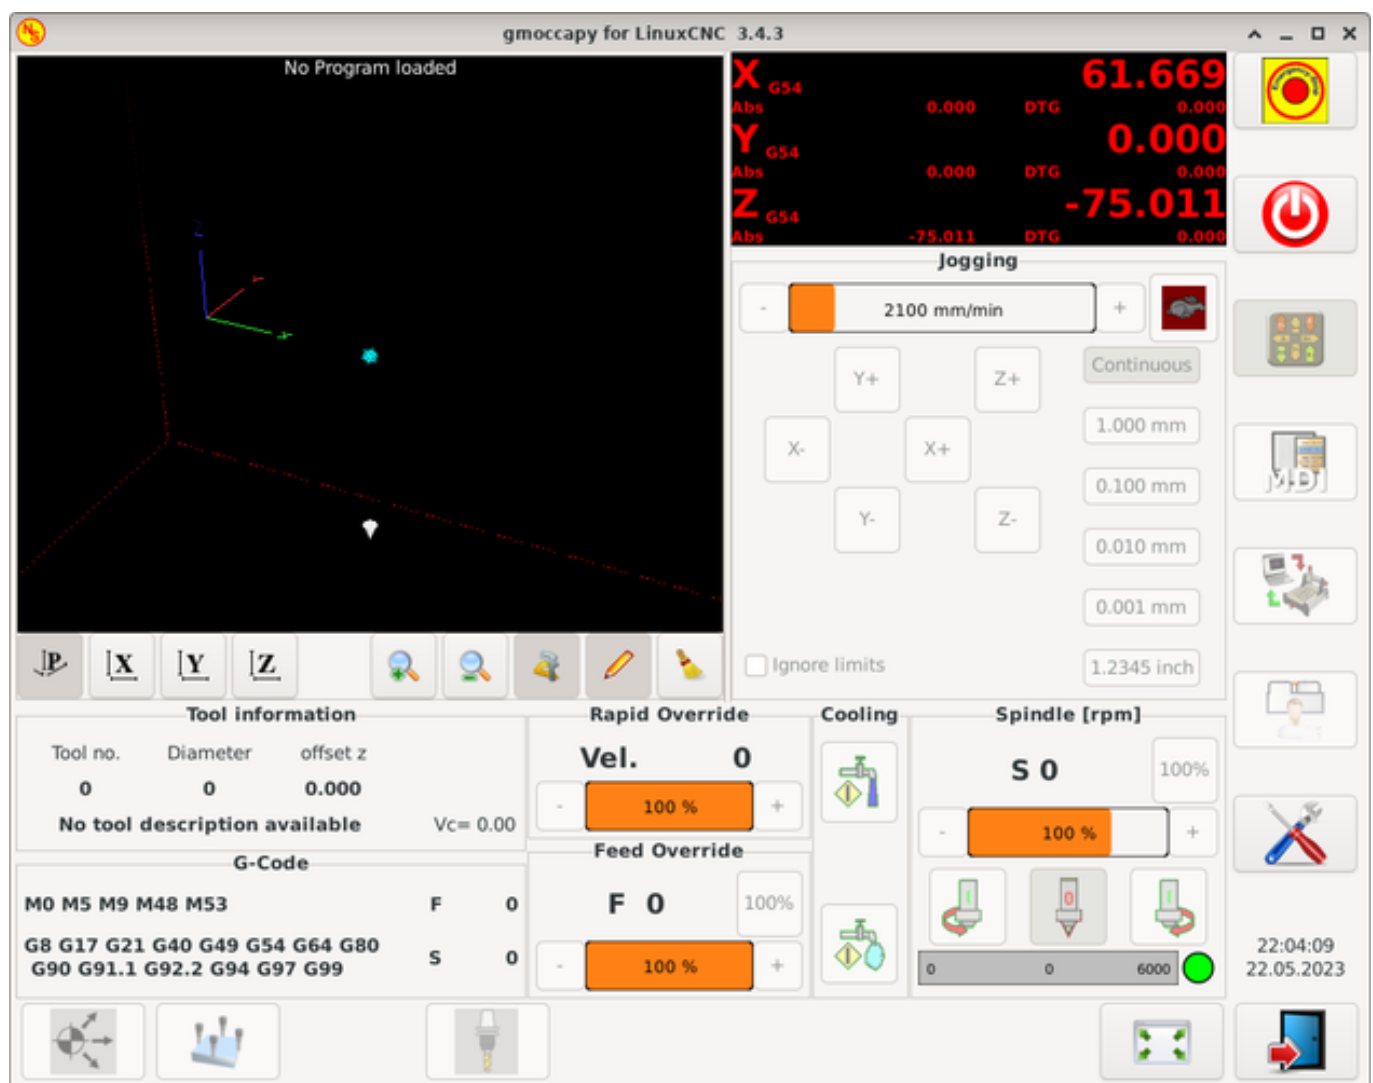 gmoccapy for LinuxCNC 3.4.3
No Program loaded
X G54 61.669
Abs 0.000 DTG 0.000
Y G54 0.000
Abs 0.000 DTG 0.000
Z G54 -75.011
Abs -75.011 DTG 0.000
Jogging
- 2100 mm/min +
Y+ Z+ Continuous
1.000 mm
X- X+
0.100 mm
Y- Z-
0.010 mm
0.001 mm
Ignore limits 1.2345 inch
MDI
P X Y Z
Tool information
Tool no. Diameter offset z
0 0 0.000
No tool description available Vc= 0.00
G-Code
M0 M5 M9 M48 M53 F 0
G8 G17 G21 G40 G49 G54 G64 G80
G90 G91.1 G92.2 G94 G97 G99 S 0
Rapid Override
Vel. 0
- 100 % +
Feed Override
F 0 100%
- 100 % +
Cooling
Spindle [rpm]
S 0 100%
- 100 % +
I 0 I
0 0 6000
22:04:09
22.05.2023